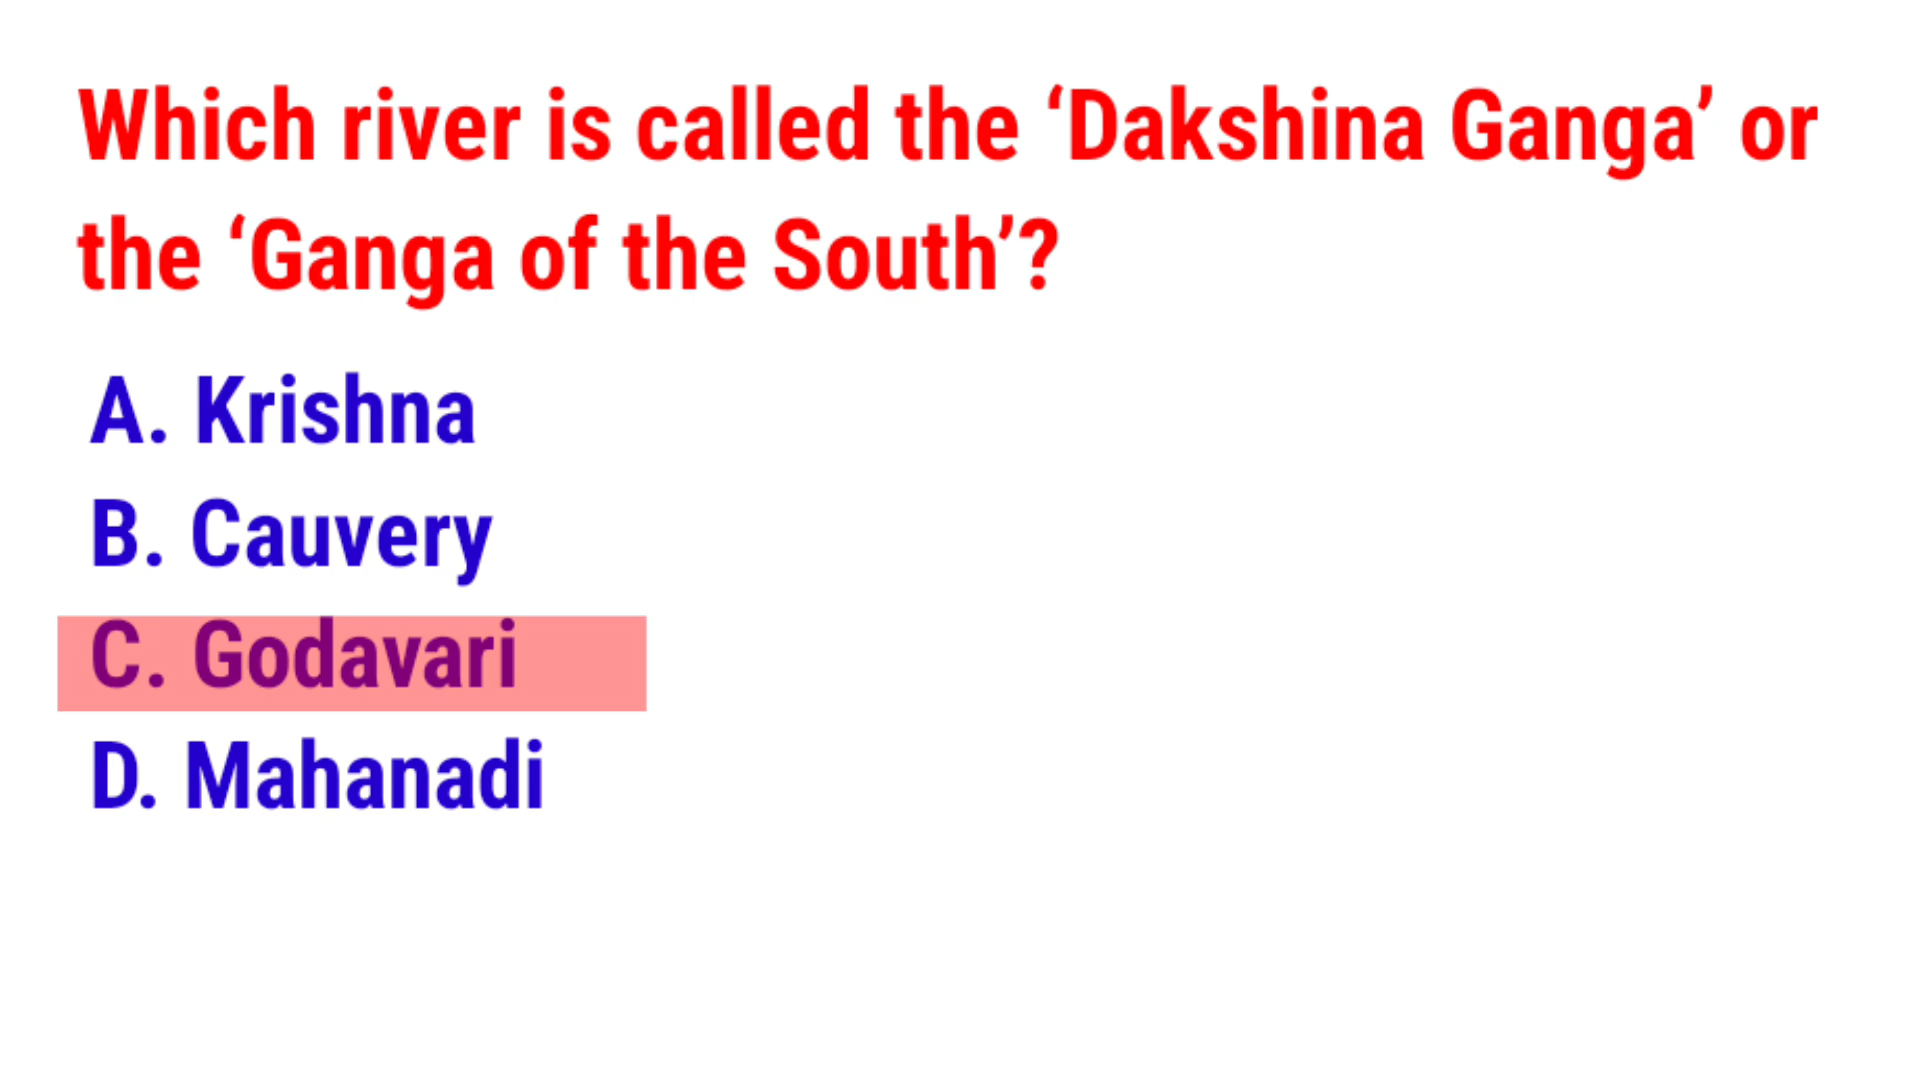 Which river is called the ‘Dakshina Ganga’ or
the ‘Ganga of the South’?
A. Krishna
B. Cauvery
C. Godavari
D. Mahanadi